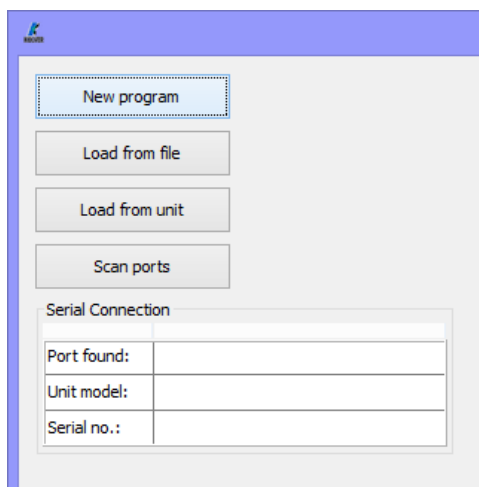 New program
Load from file
Load from unit
Scan ports
Serial Connection
Port found:
Unit model:
Serial no.: